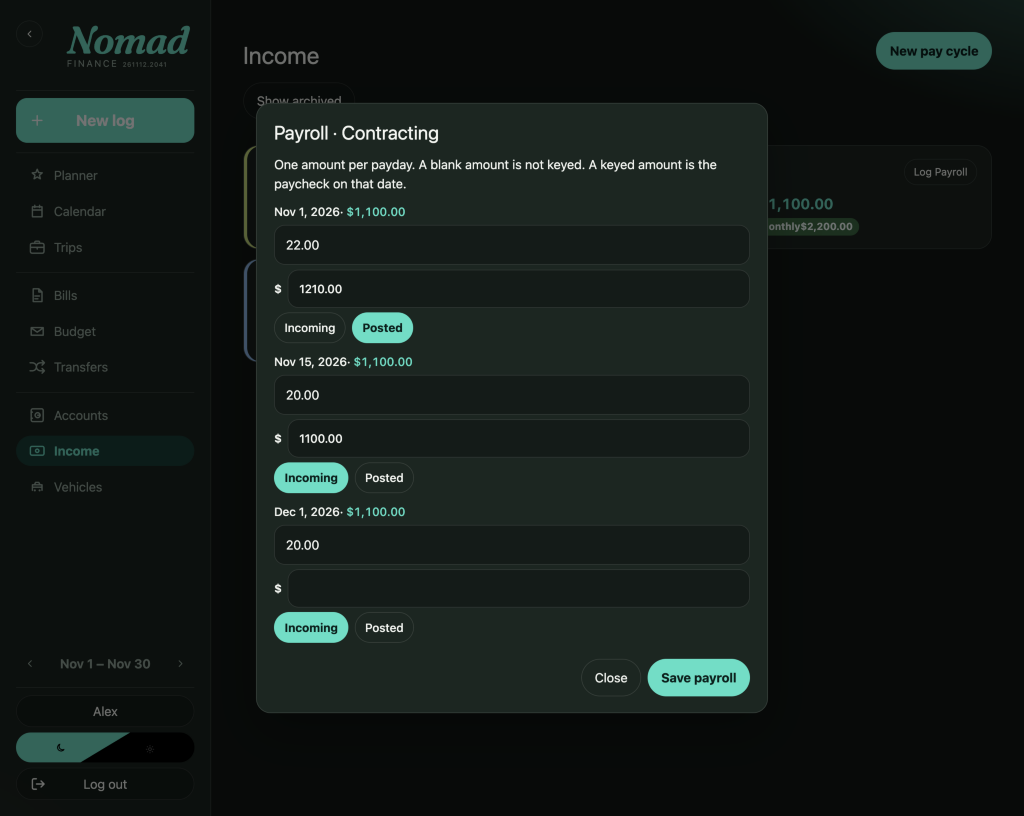 Nomad
FINANCE 261112.2041
New log
Planner
Calendar
Trips
Bills
Budget
Transfers
Accounts
Income
Vehicles
Nov 1 – Nov 30
Alex
Log out
Income
New pay cycle
Show archived
Log Payroll
1,100.00
onthly$2,200.00
Payroll · Contracting
One amount per payday. A blank amount is not keyed. A keyed amount is the
paycheck on that date.
Nov 1, 2026· $1,100.00
22.00
$ 1210.00
Incoming Posted
Nov 15, 2026· $1,100.00
20.00
$ 1100.00
Incoming Posted
Dec 1, 2026· $1,100.00
20.00
$
Incoming Posted
Close Save payroll